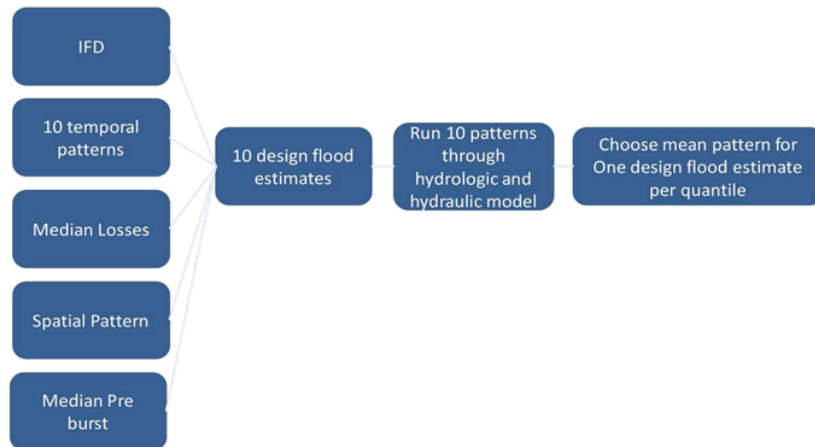 IFD
10 temporal
patterns
Median Losses
Spatial Pattern
Median Pre
burst
10 design flood
estimates
Run 10 patterns
through
hydrologic and
hydraulic model
Choose mean pattern for
One design flood estimate
per quantile